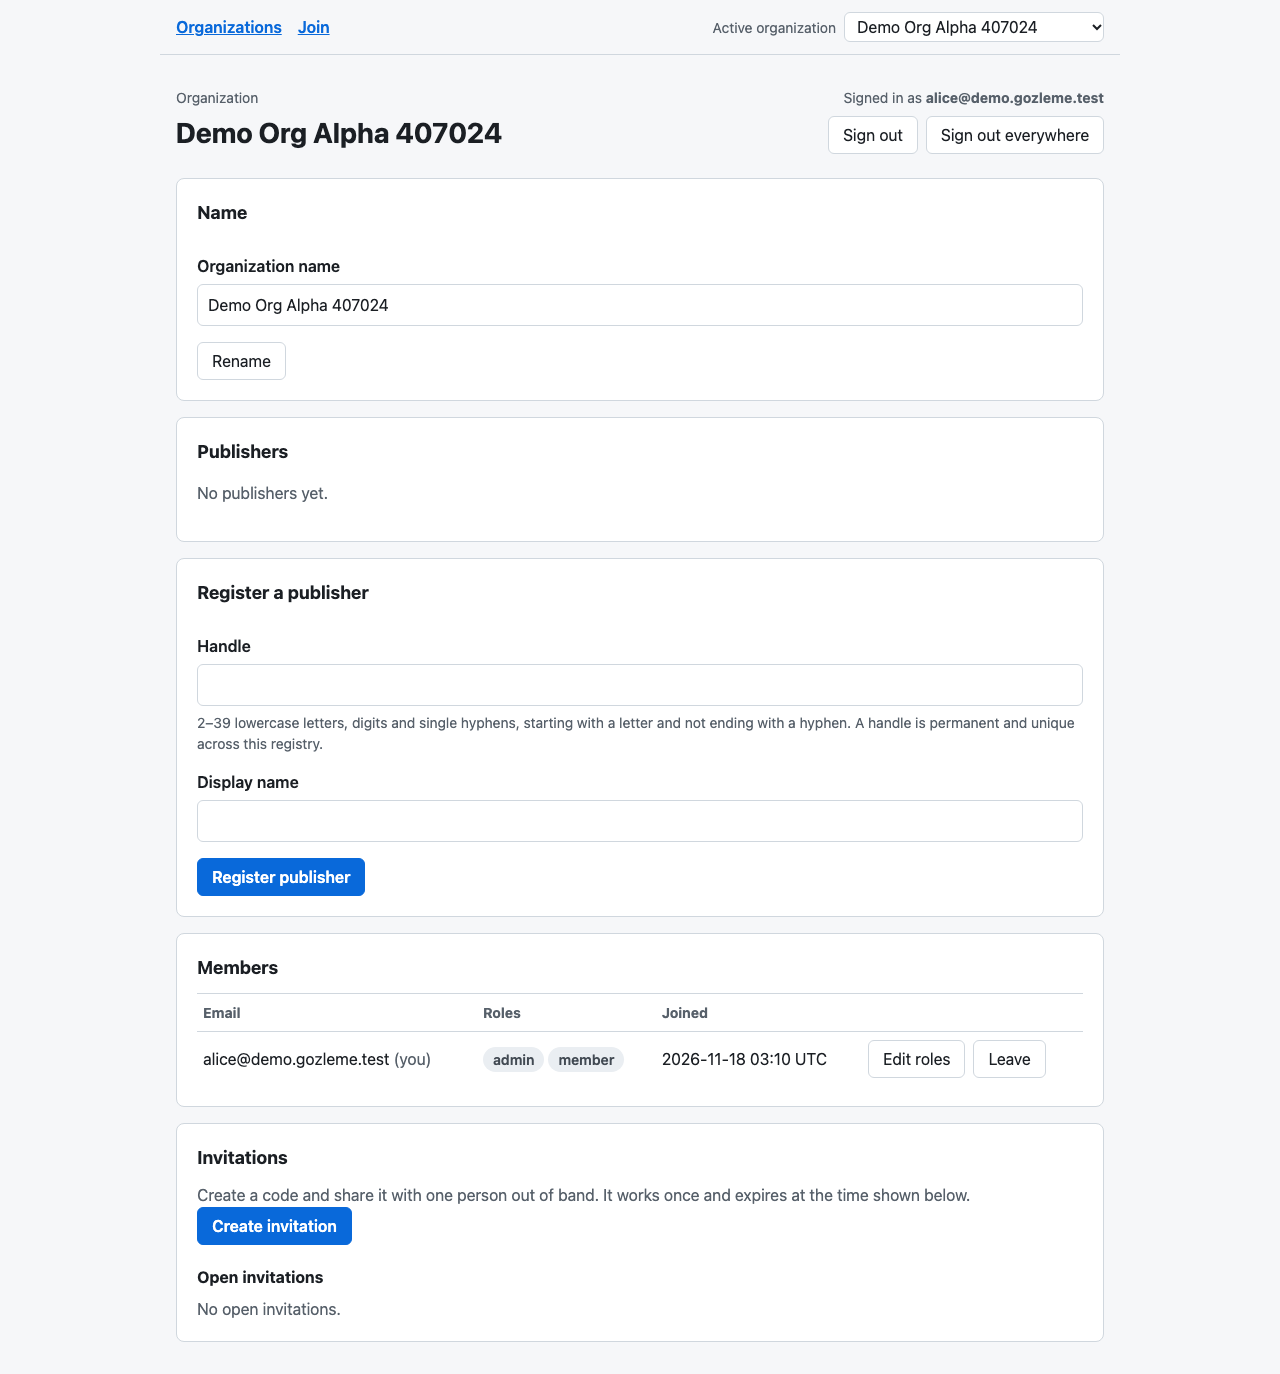 Organizations Join Active organization Demo Org Alpha 407024
Organization
Signed in as alice@demo.gozleme.test
Demo Org Alpha 407024
Sign out Sign out everywhere
Name
Organization name
Demo Org Alpha 407024
Rename
Publishers
No publishers yet.
Register a publisher
Handle
2–39 lowercase letters, digits and single hyphens, starting with a letter and not ending with a hyphen. A handle is permanent and unique
across this registry.
Display name
Register publisher
Members
Email Roles Joined
alice@demo.gozleme.test (you) admin member 2026-11-18 03:10 UTC Edit roles Leave
Invitations
Create a code and share it with one person out of band. It works once and expires at the time shown below.
Create invitation
Open invitations
No open invitations.